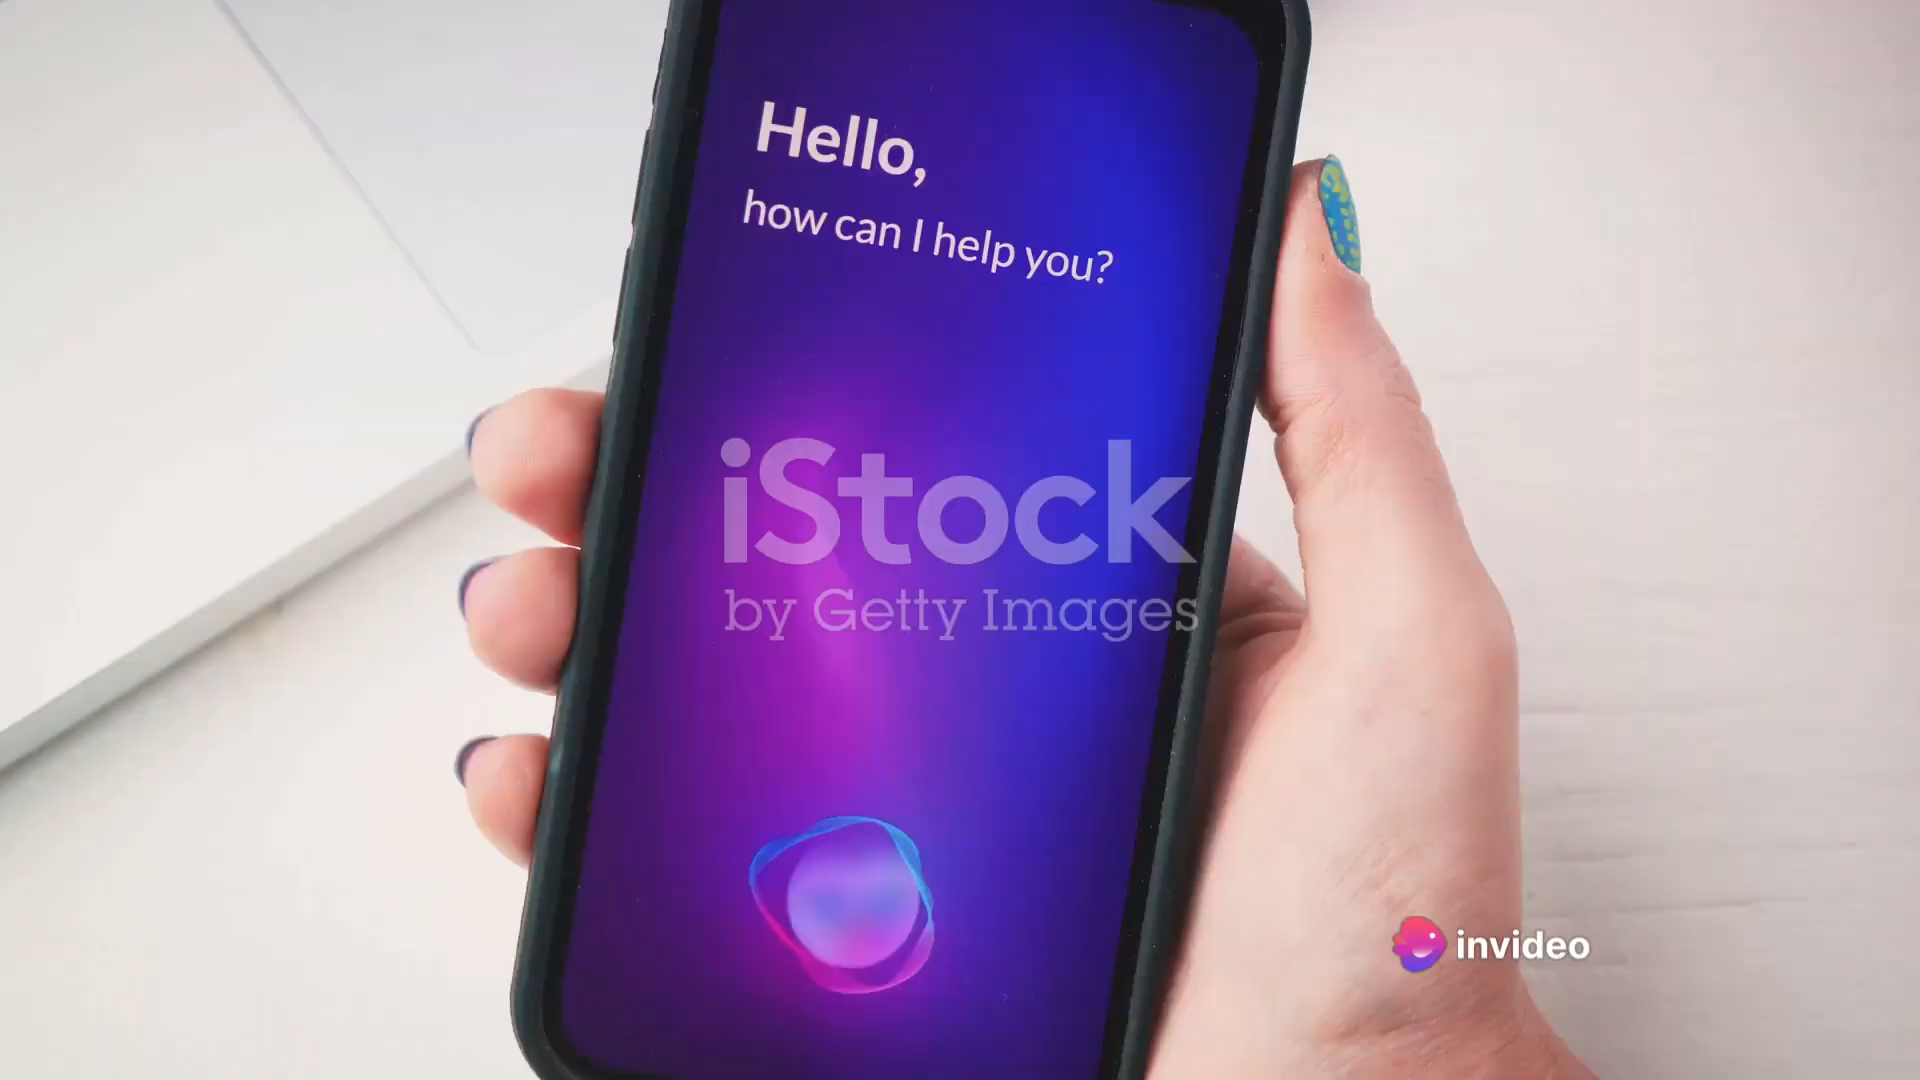 Hello,
how can I help you?
iStock
by Getty Images
invideo